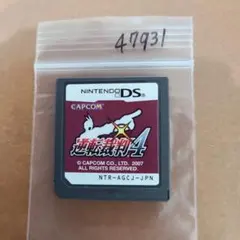 47931
NINTENDO DS
CAPCOM
逆転裁判4
© CAPCOM CO., LTD. 2007
ALL RIGHTS RESERVED.
NTR-AGCJ-JPN